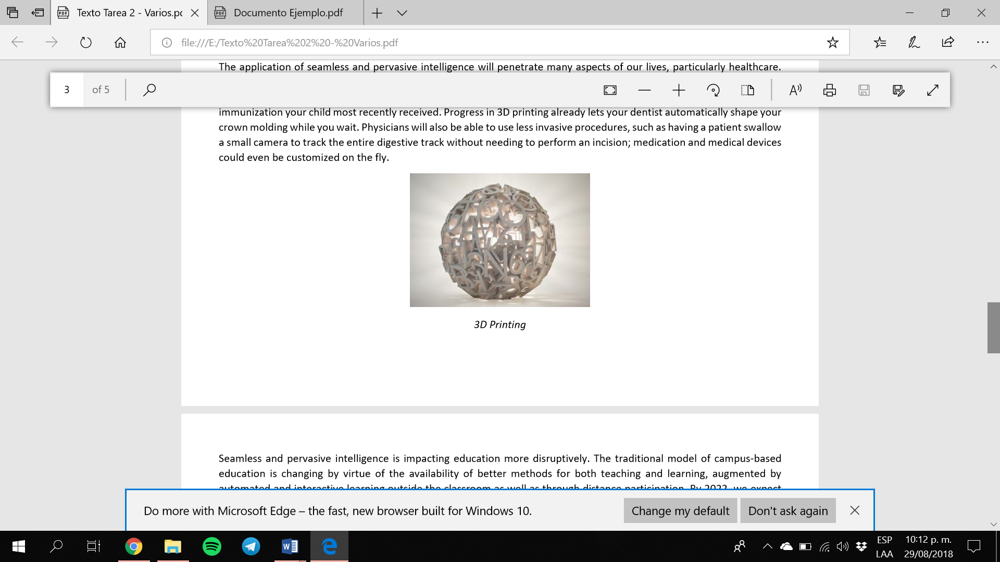 Texto Tarea 2 - Varios.pd
Documento Ejemplo.pdf
file:///E:/Texto%20Tarea%202%20-%20Varios.pdf
The application of seamless and pervasive intelligence will penetrate many aspects of our lives, particularly healthcare.
3 of 5
immunization your child most recently received. Progress in 3D printing already lets your dentist automatically shape your
crown molding while you wait. Physicians will also be able to use less invasive procedures, such as having a patient swallow
a small camera to track the entire digestive track without needing to perform an incision; medication and medical devices
could even be customized on the fly.
3D Printing
Seamless and pervasive intelligence is impacting education more disruptively. The traditional model of campus-based
education is changing by virtue of the availability of better methods for both teaching and learning, augmented by
automated and interactive learning outside the classroom as well as through distance participation. By 2022, we expect
Do more with Microsoft Edge – the fast, new browser built for Windows 10.
Change my default
Don't ask again
ESP
LAA
10:12 p. m.
29/08/2018